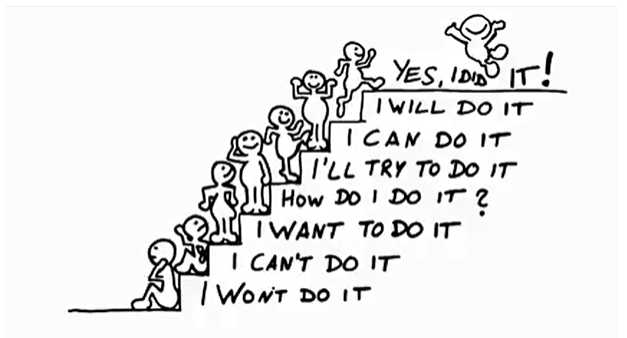 YES, I DID IT!
I WILL DO IT
I CAN DO IT
I'LL TRY TO DO IT
HOW DO I DO IT?
I WANT TO DO IT
I CAN'T DO IT
I WON'T DO IT